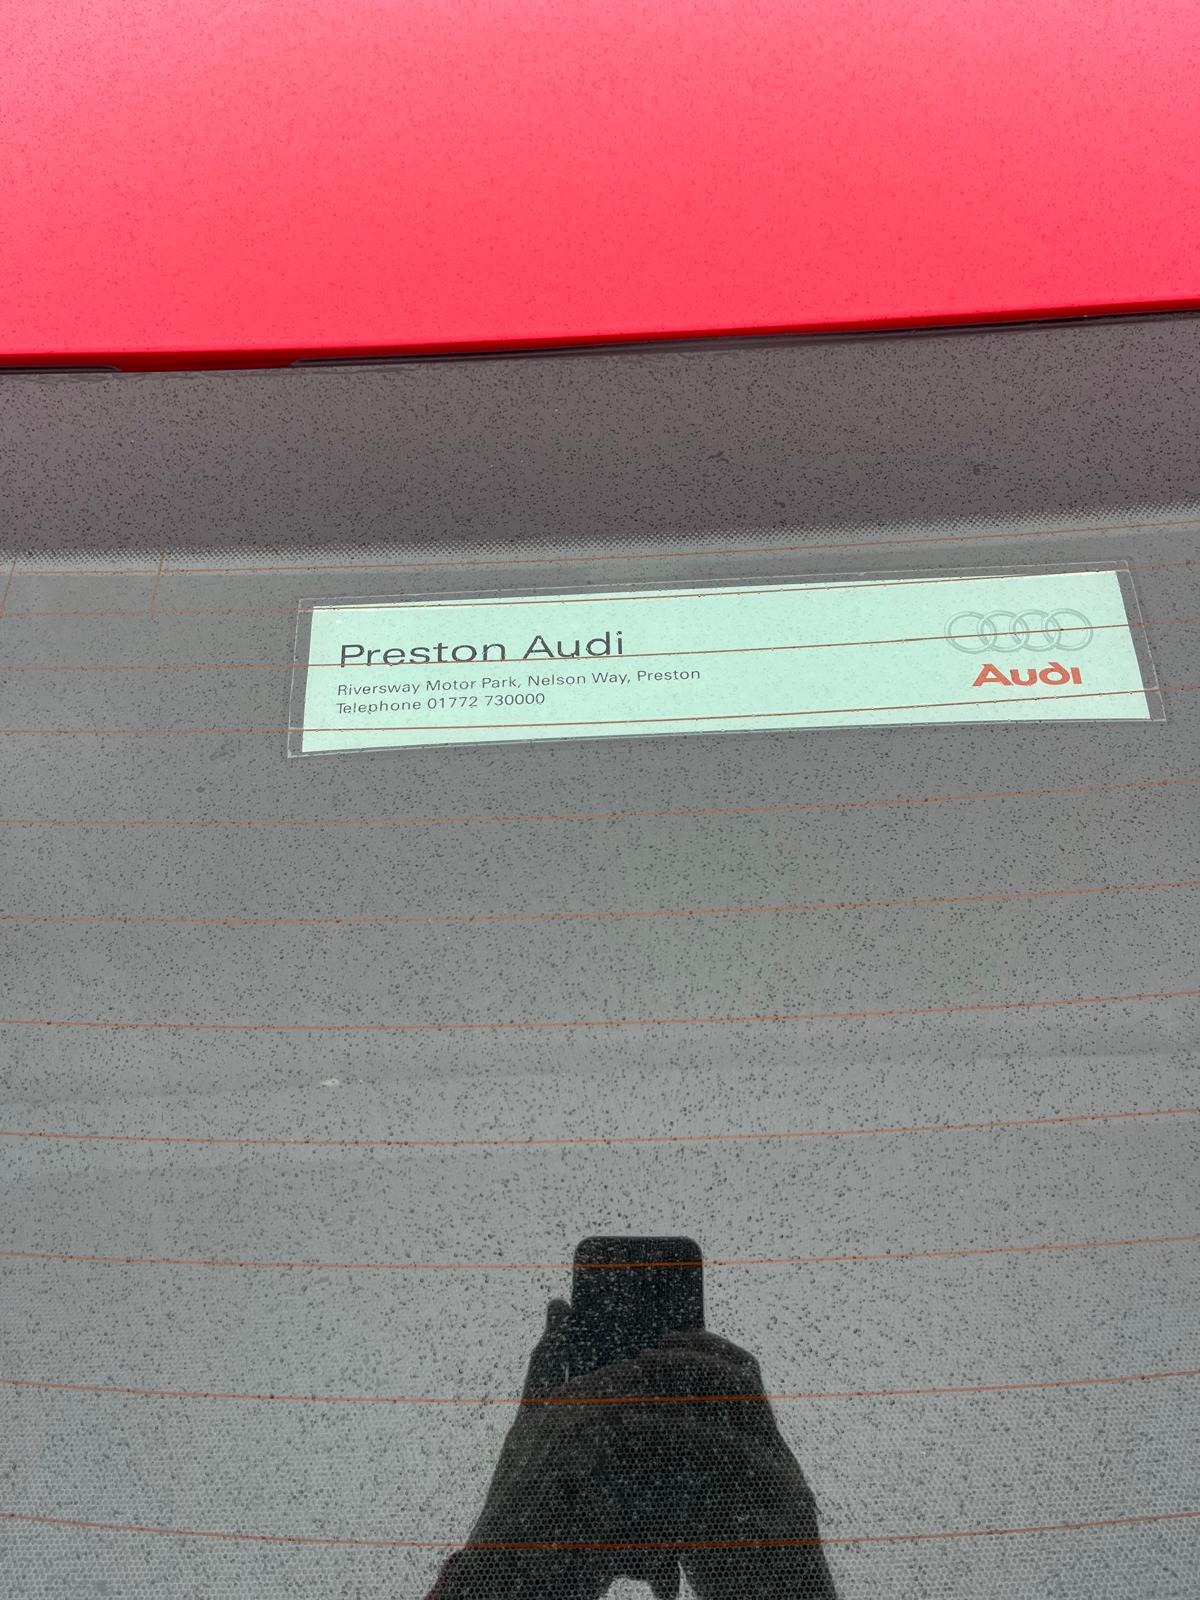 Preston Audi
Riversway Motor Park, Nelson Way, Preston
Telephone 01772 730000
Audi